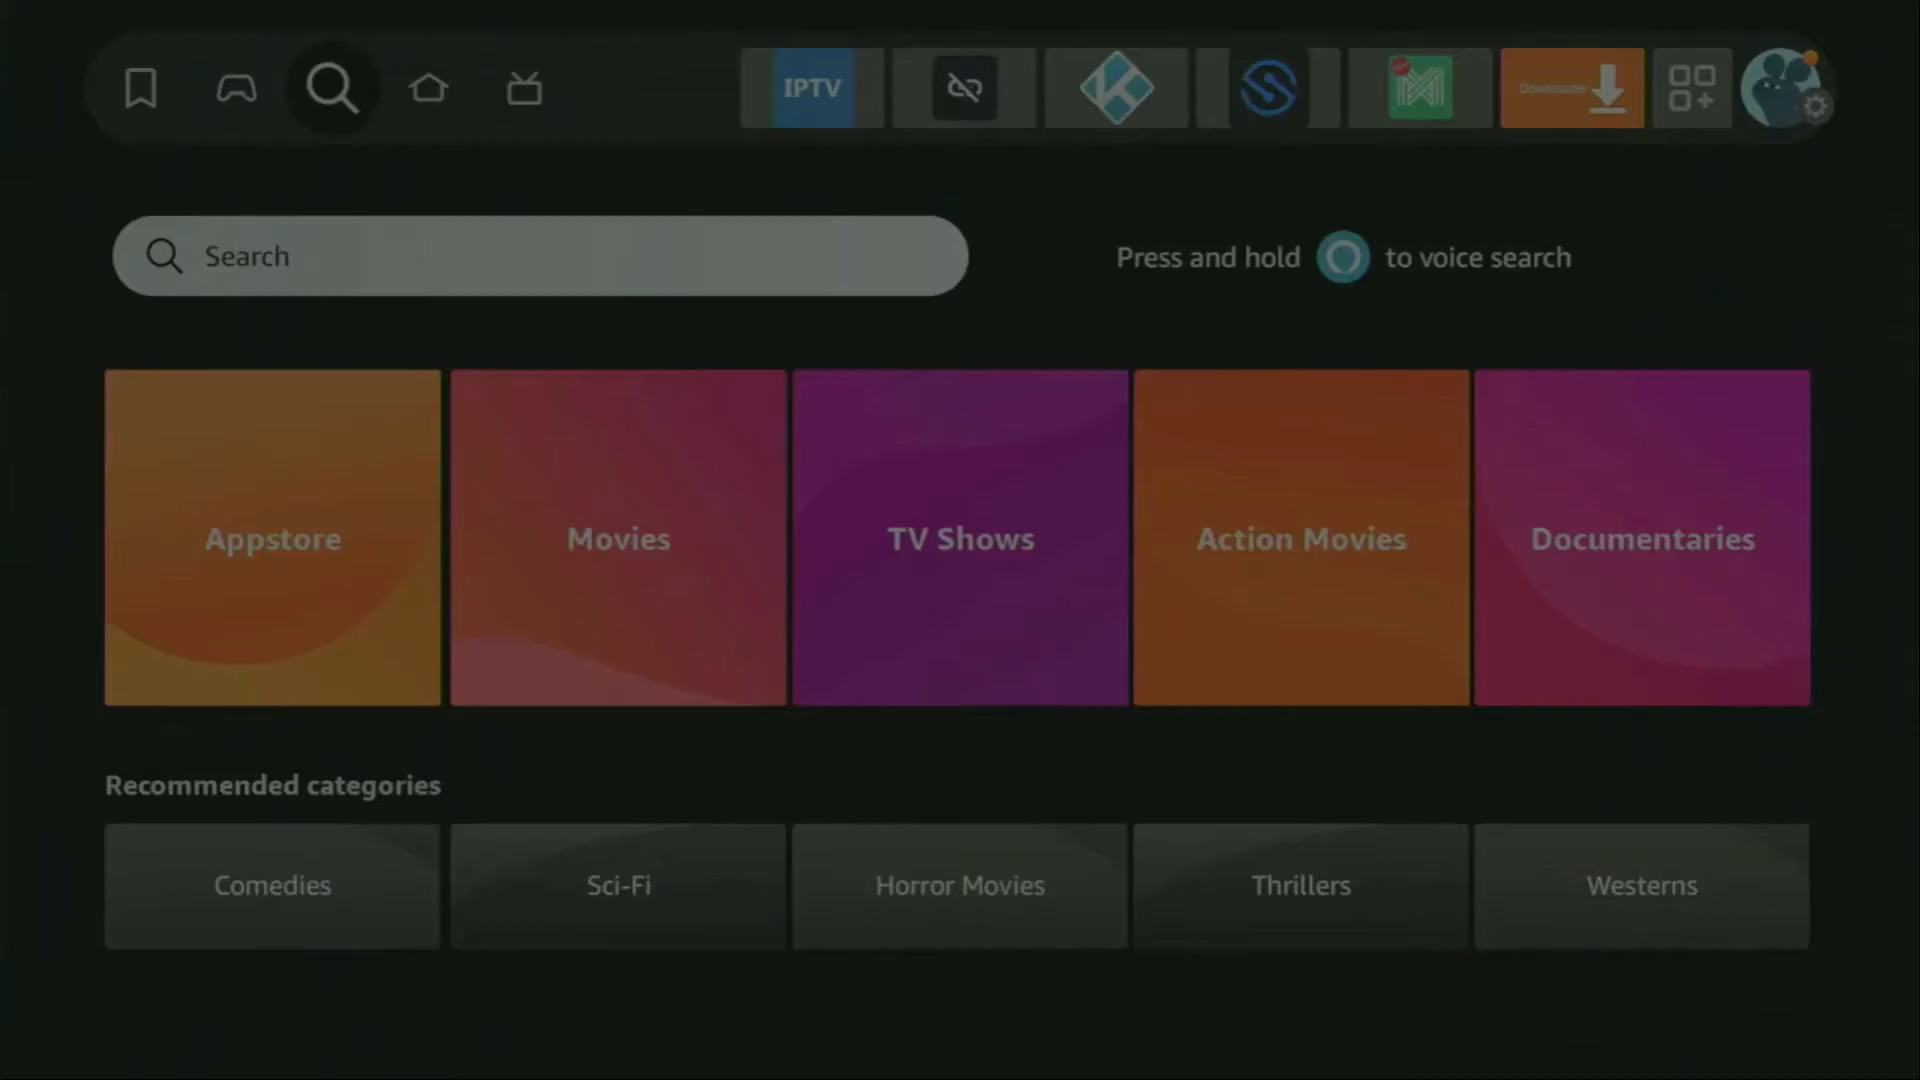 IPTV
Downloader
Search
Press and hold to voice search
Appstore
Movies
TV Shows
Action Movies
Documentaries
Recommended categories
Comedies
Sci-Fi
Horror Movies
Thrillers
Westerns